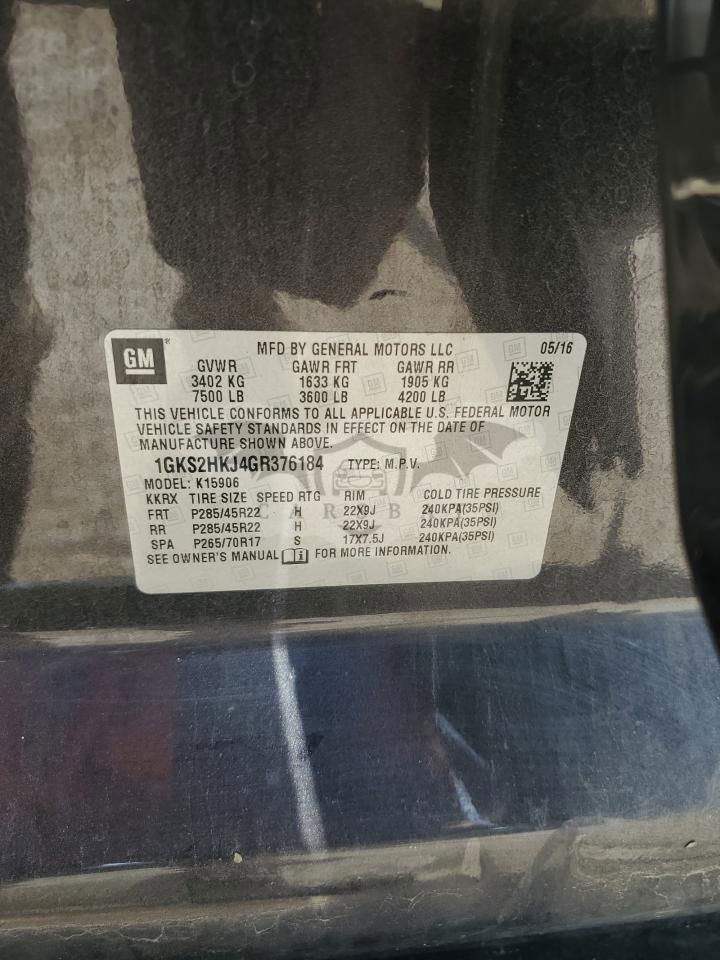 GM ®
MFD BY GENERAL MOTORS LLC 05/16
GVWR GAWR FRT GAWR RR
3402 KG 1633 KG 1905 KG
7500 LB 3600 LB 4200 LB
THIS VEHICLE CONFORMS TO ALL APPLICABLE U.S. FEDERAL MOTOR
VEHICLE SAFETY STANDARDS IN EFFECT ON THE DATE OF
MANUFACTURE SHOWN ABOVE.
1GKS2HKJ4GR376184 TYPE: M.P.V.
MODEL: K15906
KKRX TIRE SIZE SPEED RTG RIM COLD TIRE PRESSURE
FRT P285/45R22 H 22X9J 240KPA(35PSI)
RR P285/45R22 H 22X9J 240KPA(35PSI)
SPA P265/70R17 S 17X7.5J 240KPA(35PSI)
SEE OWNER'S MANUAL i FOR MORE INFORMATION.